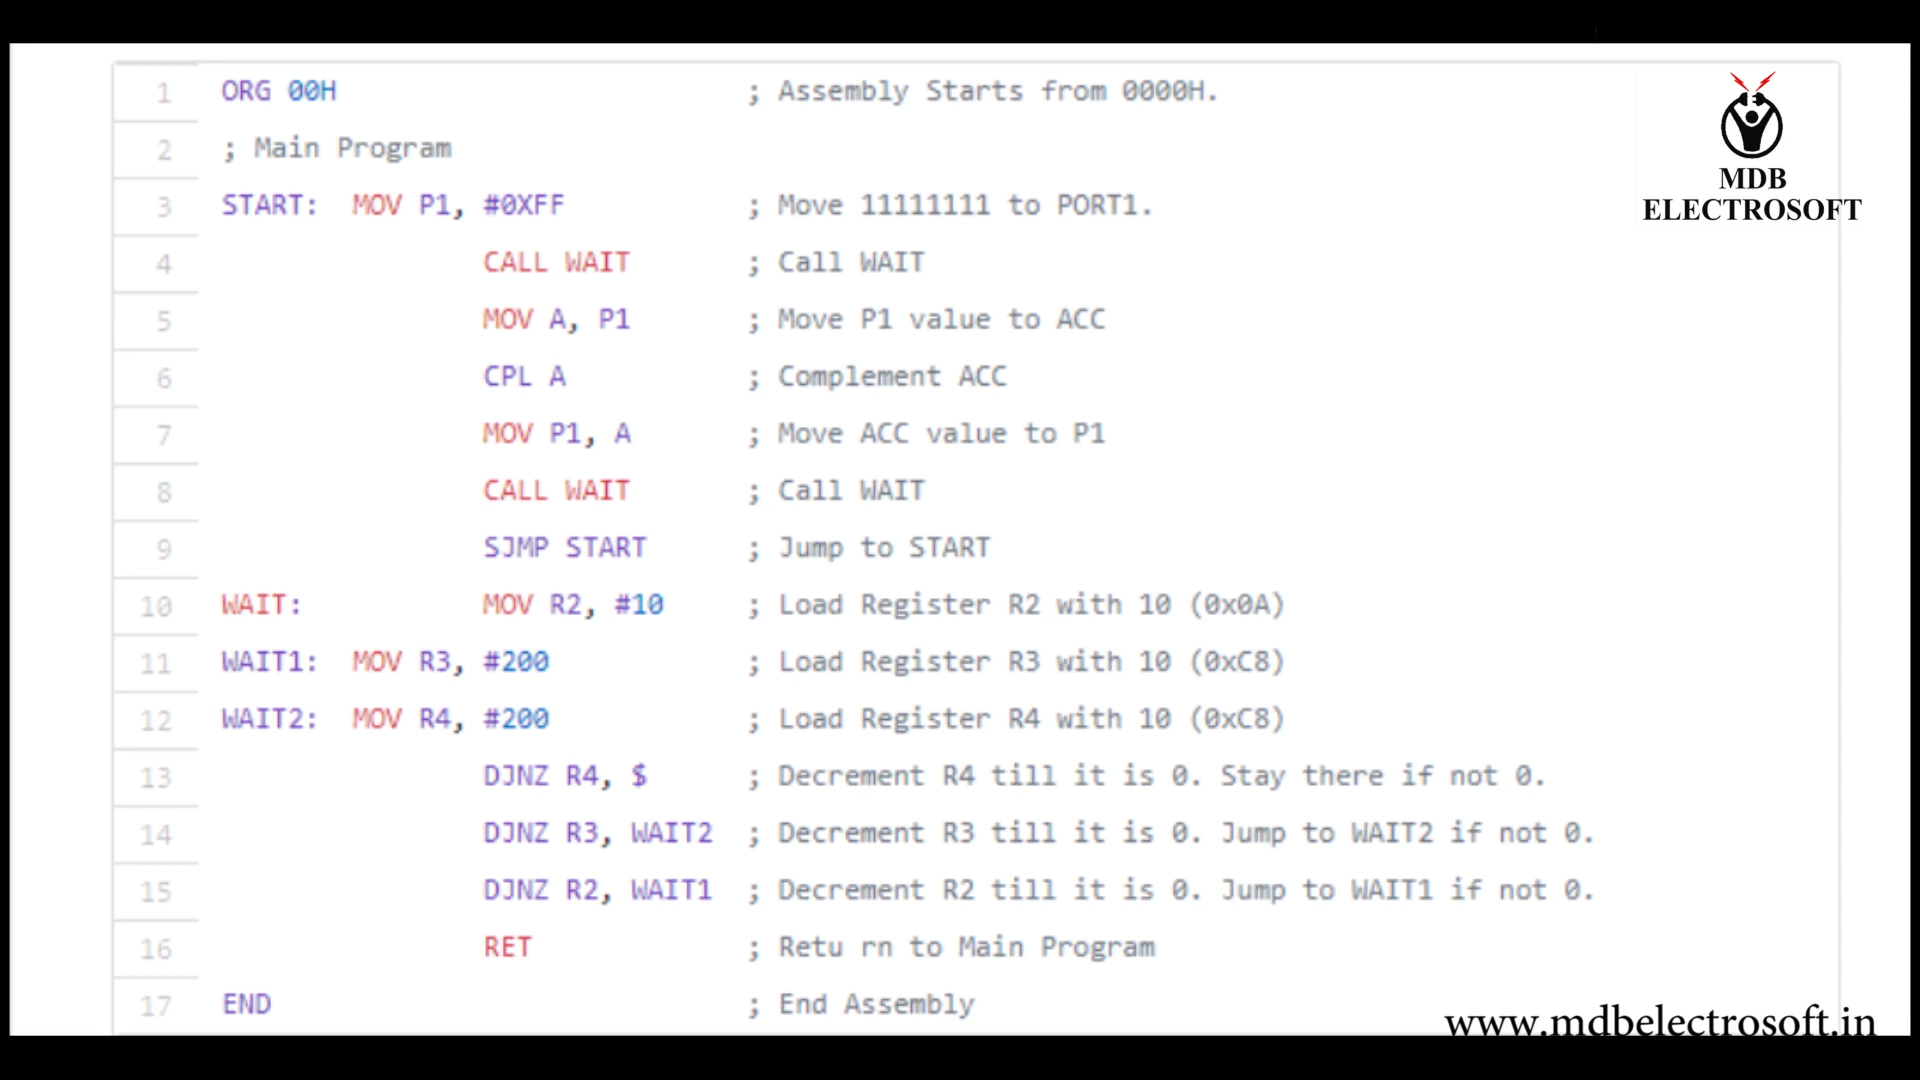 1 ORG 00H ; Assembly Starts from 0000H.
2 ; Main Program
3 START: MOV P1, #0XFF ; Move 11111111 to PORT1.
4 CALL WAIT ; Call WAIT
5 MOV A, P1 ; Move P1 value to ACC
6 CPL A ; Complement ACC
7 MOV P1, A ; Move ACC value to P1
8 CALL WAIT ; Call WAIT
9 SJMP START ; Jump to START
10 WAIT: MOV R2, #10 ; Load Register R2 with 10 (0x0A)
11 WAIT1: MOV R3, #200 ; Load Register R3 with 10 (0xC8)
12 WAIT2: MOV R4, #200 ; Load Register R4 with 10 (0xC8)
13 DJNZ R4, $ ; Decrement R4 till it is 0. Stay there if not 0.
14 DJNZ R3, WAIT2 ; Decrement R3 till it is 0. Jump to WAIT2 if not 0.
15 DJNZ R2, WAIT1 ; Decrement R2 till it is 0. Jump to WAIT1 if not 0.
16 RET ; Retu rn to Main Program
17 END ; End Assembly
MDB
ELECTROSOFT
www.mdbelectrosoft.in